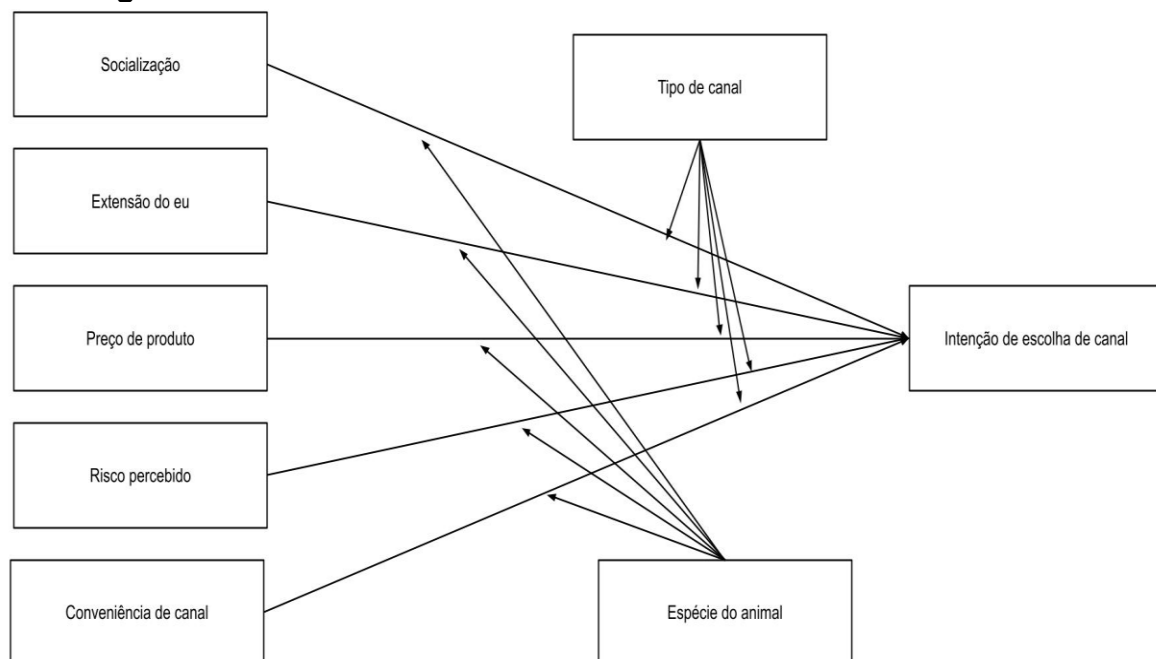 Socialização
Tipo de canal
Extensão do eu
Preço de produto
Intenção de escolha de canal
Risco percebido
Conveniência de canal
Espécie do animal